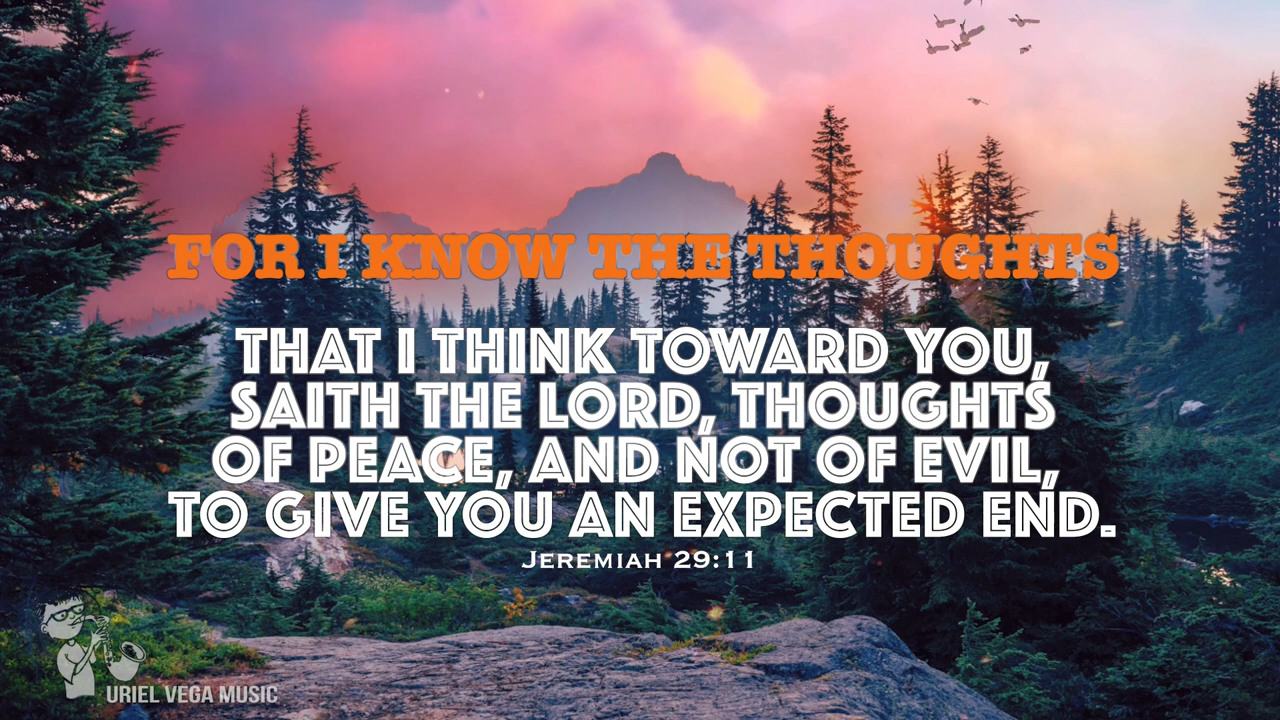 FOR I KNOW THE THOUGHTS
THAT I THINK TOWARD YOU,
SAITH THE LORD, THOUGHTS
OF PEACE, AND NOT OF EVIL,
TO GIVE YOU AN EXPECTED END.
JEREMIAH 29:11
URIEL VEGA MUSIC